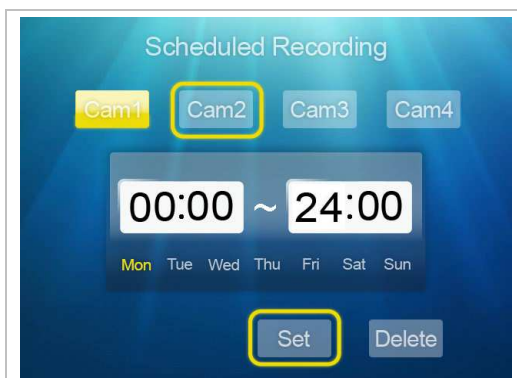 Scheduled Recording
Cam1 Cam2 Cam3 Cam4
00:00 ~ 24:00
Mon Tue Wed Thu Fri Sat Sun
Set Delete